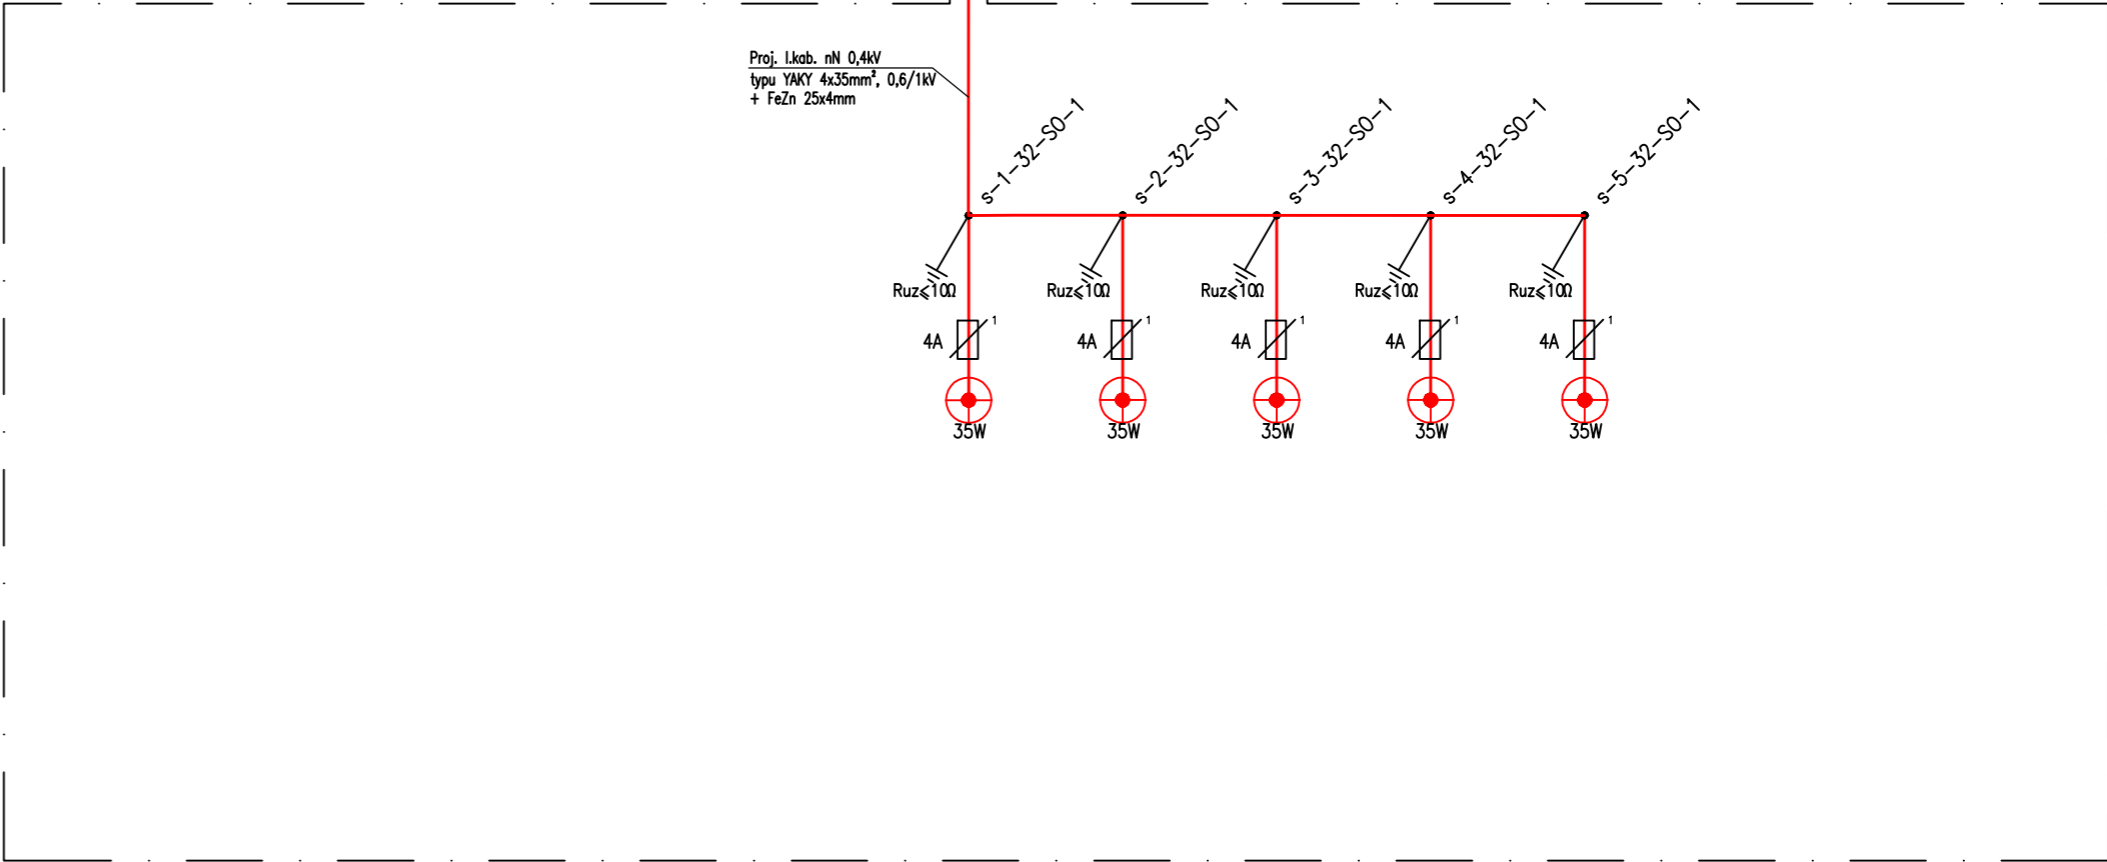 Proj. l.kab. nN 0,4kV
typu YAKY 4x35mm², 0,6/1kV
+ FeZn 25x4mm
s-1-32-SO-1
s-2-32-SO-1
s-3-32-SO-1
s-4-32-SO-1
s-5-32-SO-1
Ruz⩽10Ω
Ruz⩽10Ω
Ruz⩽10Ω
Ruz⩽10Ω
Ruz⩽10Ω
4A 1
4A 1
4A 1
4A 1
4A 1
35W
35W
35W
35W
35W